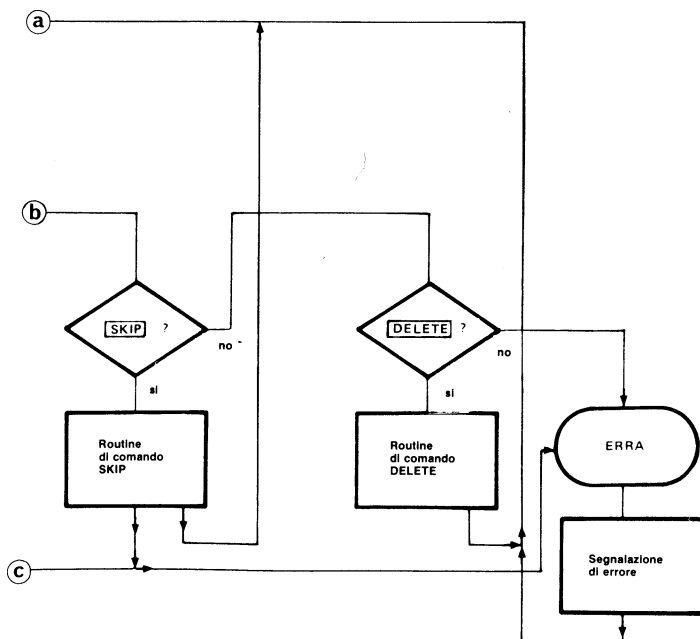 a
b
SKIP ?
no
si
DELETE ?
no
si
Routine
di comando
SKIP
Routine
di comando
DELETE
ERRA
c
Segnalazione
di errore